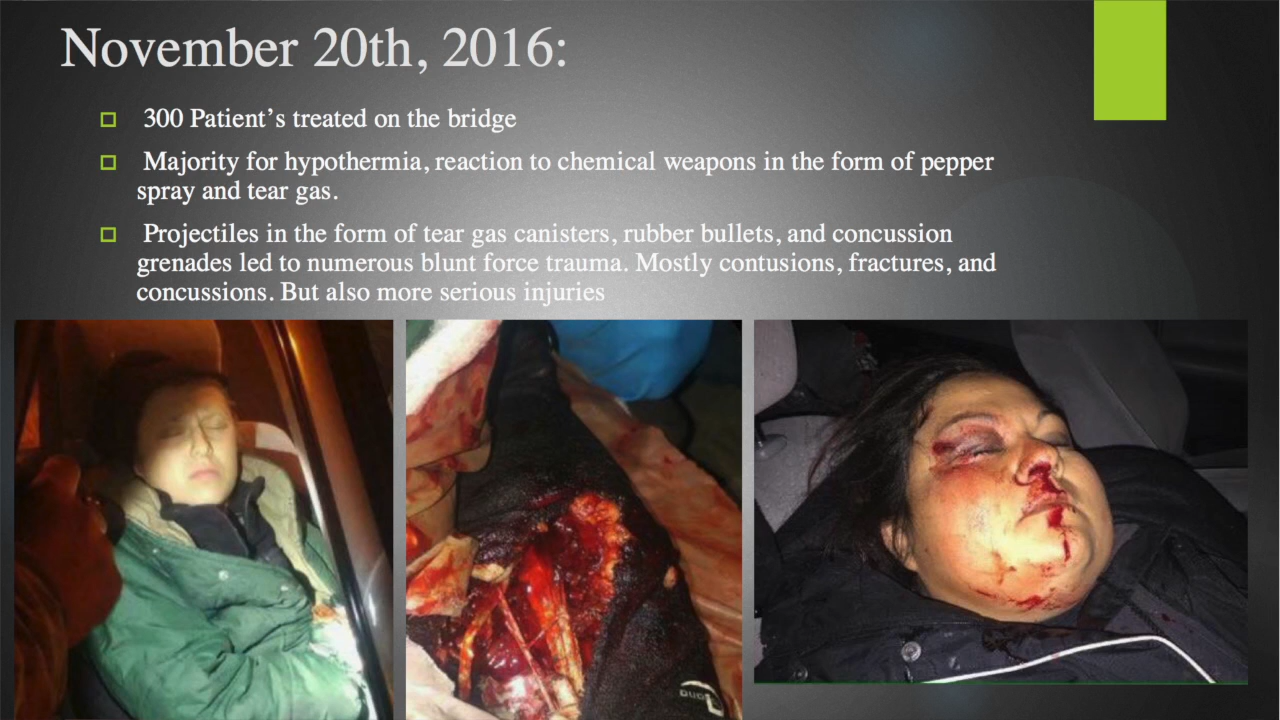 November 20th, 2016:
300 Patient's treated on the bridge
Majority for hypothermia, reaction to chemical weapons in the form of pepper
spray and tear gas.
Projectiles in the form of tear gas canisters, rubber bullets, and concussion
grenades led to numerous blunt force trauma. Mostly contusions, fractures, and
concussions. But also more serious injuries